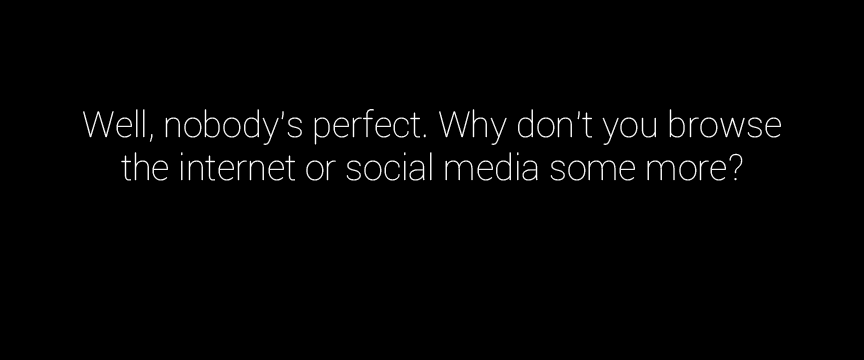 Well, nobody's perfect. Why don't you browse
the internet or social media some more?